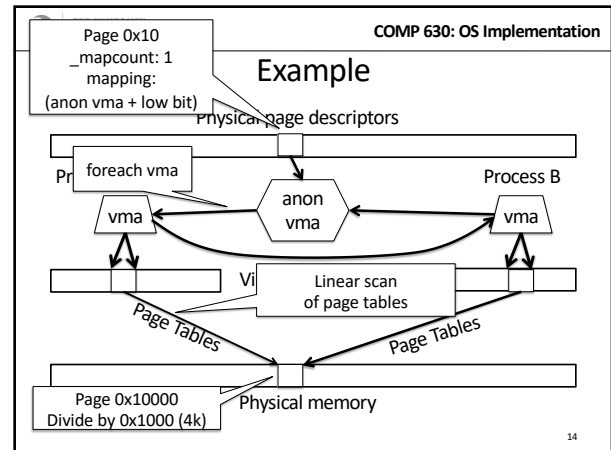 COMP 630: OS Implementation
Page 0x10
_mapcount: 1
mapping:
(anon vma + low bit)
Example
Physical page descriptors
foreach vma
Process B
anon
vma
vma
vma
Linear scan
of page tables
Page Tables
Page Tables
Page 0x10000
Divide by 0x1000 (4k)
Physical memory
14